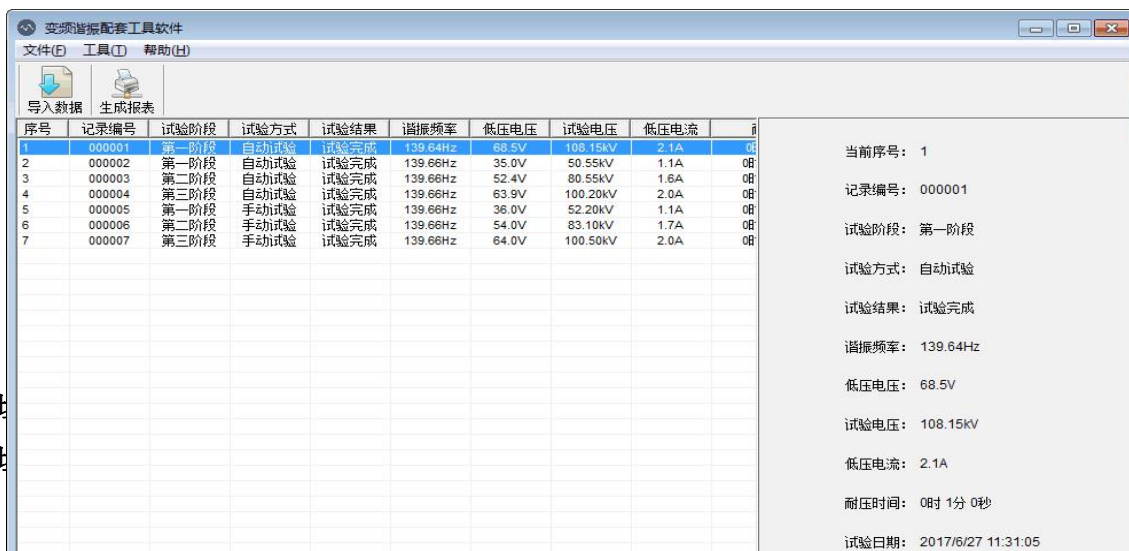 变频谐振配套工具软件
文件(F) 工具(T) 帮助(H)
导入数据 生成报表
序号 记录编号 试验阶段 试验方式 试验结果 谐振频率 低压电压 试验电压 低压电流
1 000001 第一阶段 自动试验 试验完成 139.64Hz 68.5V 108.15kV 2.1A
2 000002 第一阶段 自动试验 试验完成 139.66Hz 35.0V 50.55kV 1.1A 0时
3 000003 第二阶段 自动试验 试验完成 139.66Hz 52.4V 80.55kV 1.6A 0时
4 000004 第三阶段 自动试验 试验完成 139.66Hz 63.9V 100.20kV 2.0A 0时
5 000005 第一阶段 手动试验 试验完成 139.66Hz 36.0V 52.20kV 1.1A 0时
6 000006 第二阶段 手动试验 试验完成 139.66Hz 54.0V 83.10kV 1.7A 0时
7 000007 第三阶段 手动试验 试验完成 139.66Hz 64.0V 100.50kV 2.0A 0时
当前序号： 1
记录编号： 000001
试验阶段： 第一阶段
试验方式： 自动试验
试验结果： 试验完成
谐振频率： 139.64Hz
低压电压： 68.5V
试验电压： 108.15kV
低压电流： 2.1A
耐压时间： 0时 1分 0秒
试验日期： 2017/6/27 11:31:05